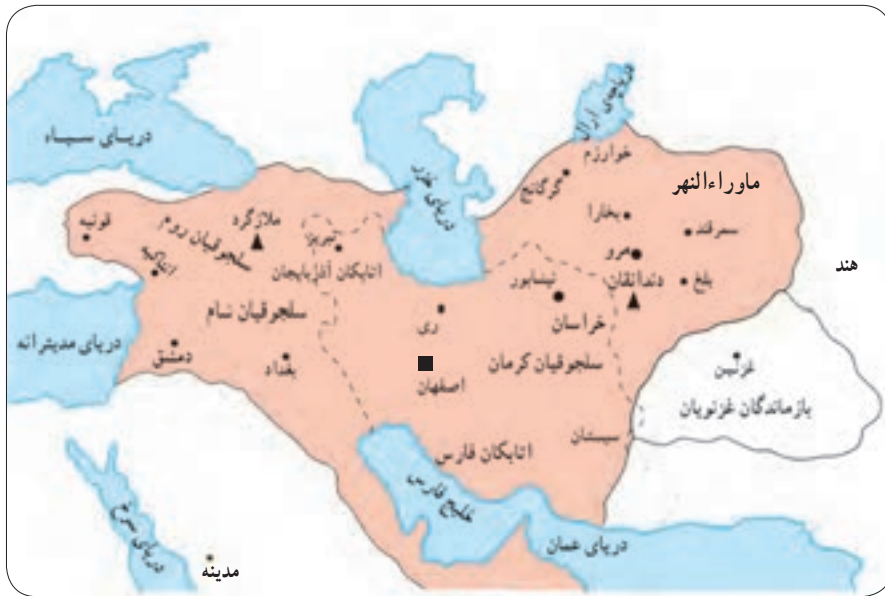 دریای سیاه
دریای خزر
دریاچه‌ی آرال
خوارزم
گرگانج
ماوراءالنهر
بخارا
سمرقند
مرو
دندانقان
بلخ
هند
قونیه
سلجوقیان روم
ملازگرد
انتاکیه
تبریز
اتابکان آذربایجان
نیشابور
خراسان
ری
سلجوقیان شام
دریای مدیترانه
دمشق
بغداد
اصفهان
سلجوقیان کرمان
غزنین
بازماندگان غزنویان
سیستان
اتابکان فارس
خلیج فارس
دریای عمان
دریای سرخ
مدینه